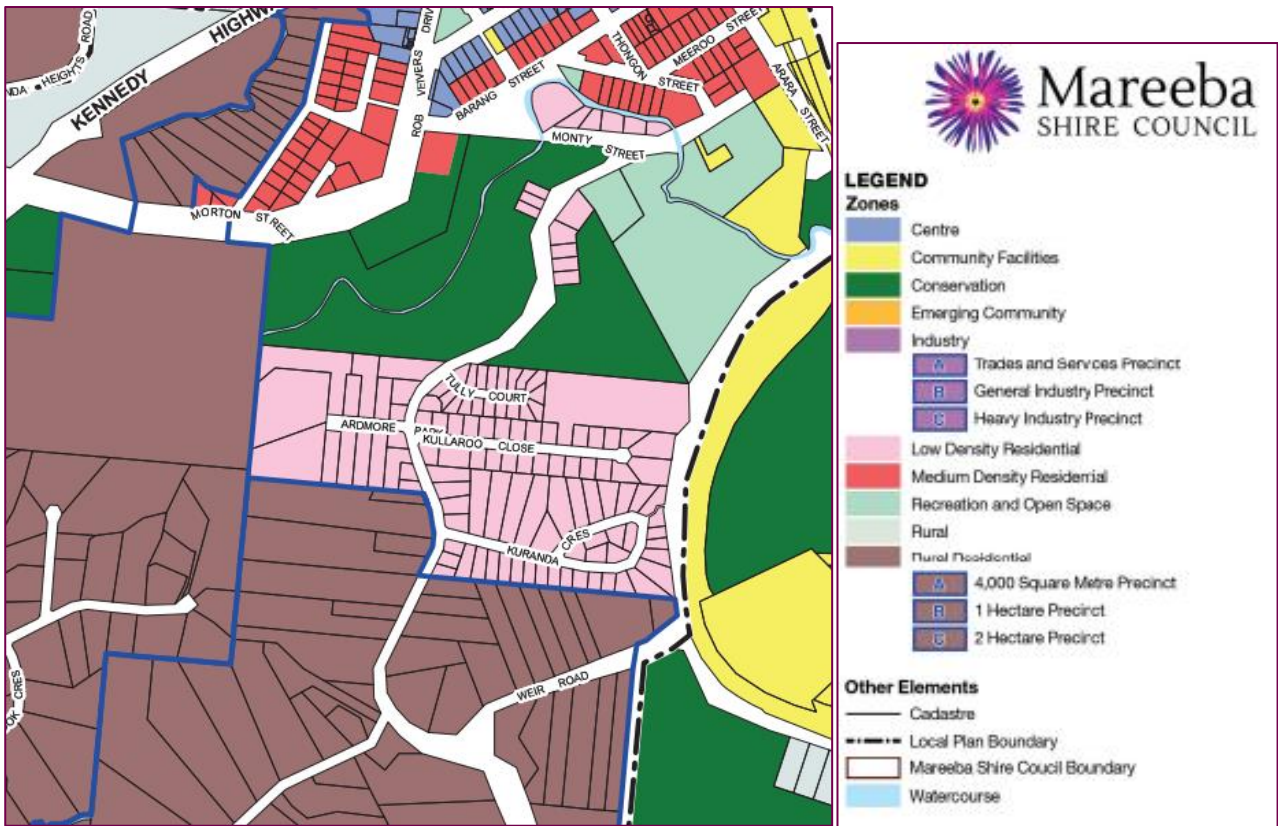 KENNEDY HIGHWAY
HEIGHTS ROAD
ROB VEIVERS DRIV
BARANG STREET
THONGON STREET
MEEROO STREET
ARARA STREET
MONTY STREET
MORTON STREET
TULLY COURT
ARDMORE PARK
KULLAROO CLOSE
KURANDA CRES
WEIR ROAD
CRES
Mareeba
SHIRE COUNCIL
LEGEND
Zones
Centre
Community Facilities
Conservation
Emerging Community
Industry
A Trades and Services Precinct
B General Industry Precinct
C Heavy Industry Precinct
Low Density Residential
Medium Density Residential
Recreation and Open Space
Rural
Rural Residential
A 4,000 Square Metre Precinct
B 1 Hectare Precinct
C 2 Hectare Precinct
Other Elements
Cadastre
Local Plan Boundary
Mareeba Shire Coucil Boundary
Watercourse